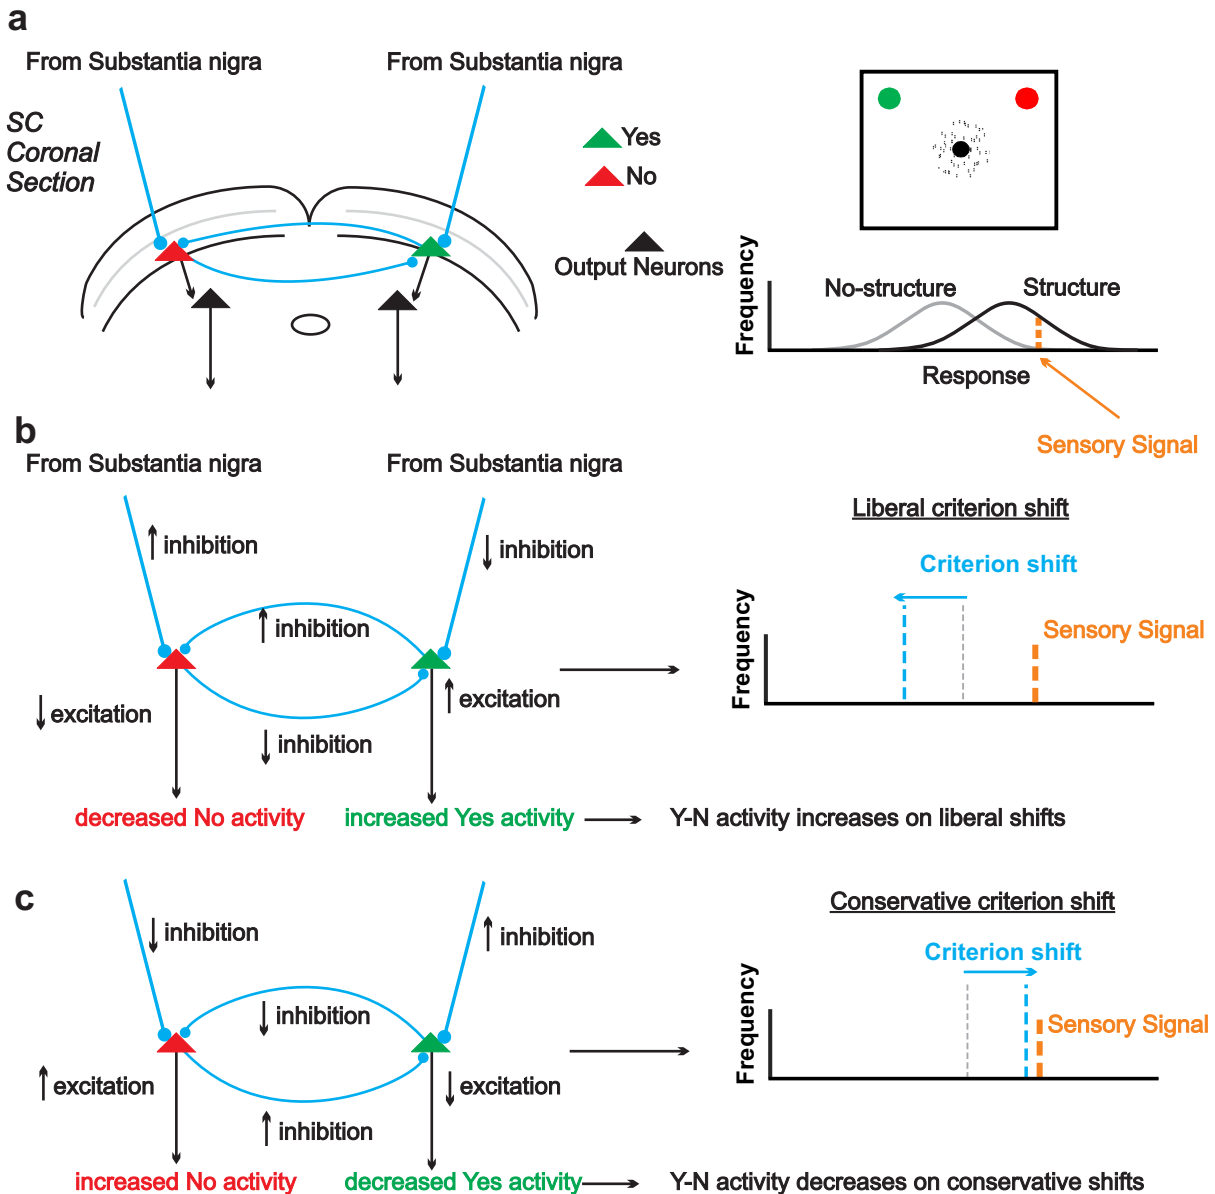 a
From Substantia nigra
From Substantia nigra
SC
Coronal
Section
Yes
No
Output Neurons
Frequency
No-structure
Structure
Response
Sensory Signal
b
From Substantia nigra
From Substantia nigra
inhibition
inhibition
inhibition
excitation
excitation
inhibition
decreased No activity
increased Yes activity
Y-N activity increases on liberal shifts
Liberal criterion shift
Criterion shift
Frequency
Sensory Signal
c
inhibition
inhibition
inhibition
excitation
excitation
inhibition
increased No activity
decreased Yes activity
Y-N activity decreases on conservative shifts
Conservative criterion shift
Criterion shift
Frequency
Sensory Signal